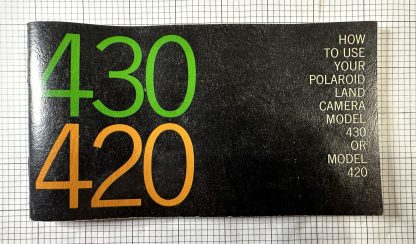 430
420
HOW
TO USE
YOUR
POLAROID
LAND
CAMERA
MODEL
430
OR
MODEL
420